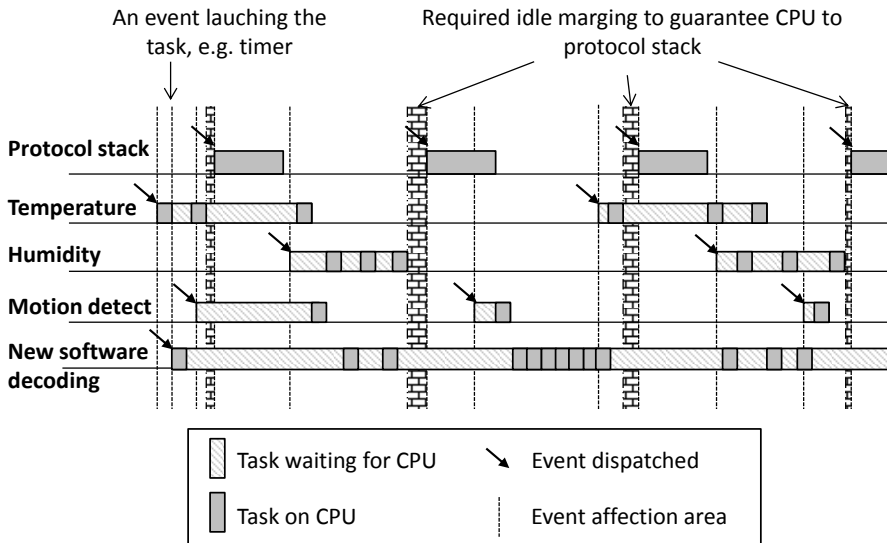 An event lauching the
task, e.g. timer
Required idle marging to guarantee CPU to
protocol stack
Protocol stack
Temperature
Humidity
Motion detect
New software
decoding
Task waiting for CPU
Event dispatched
Task on CPU
Event affection area